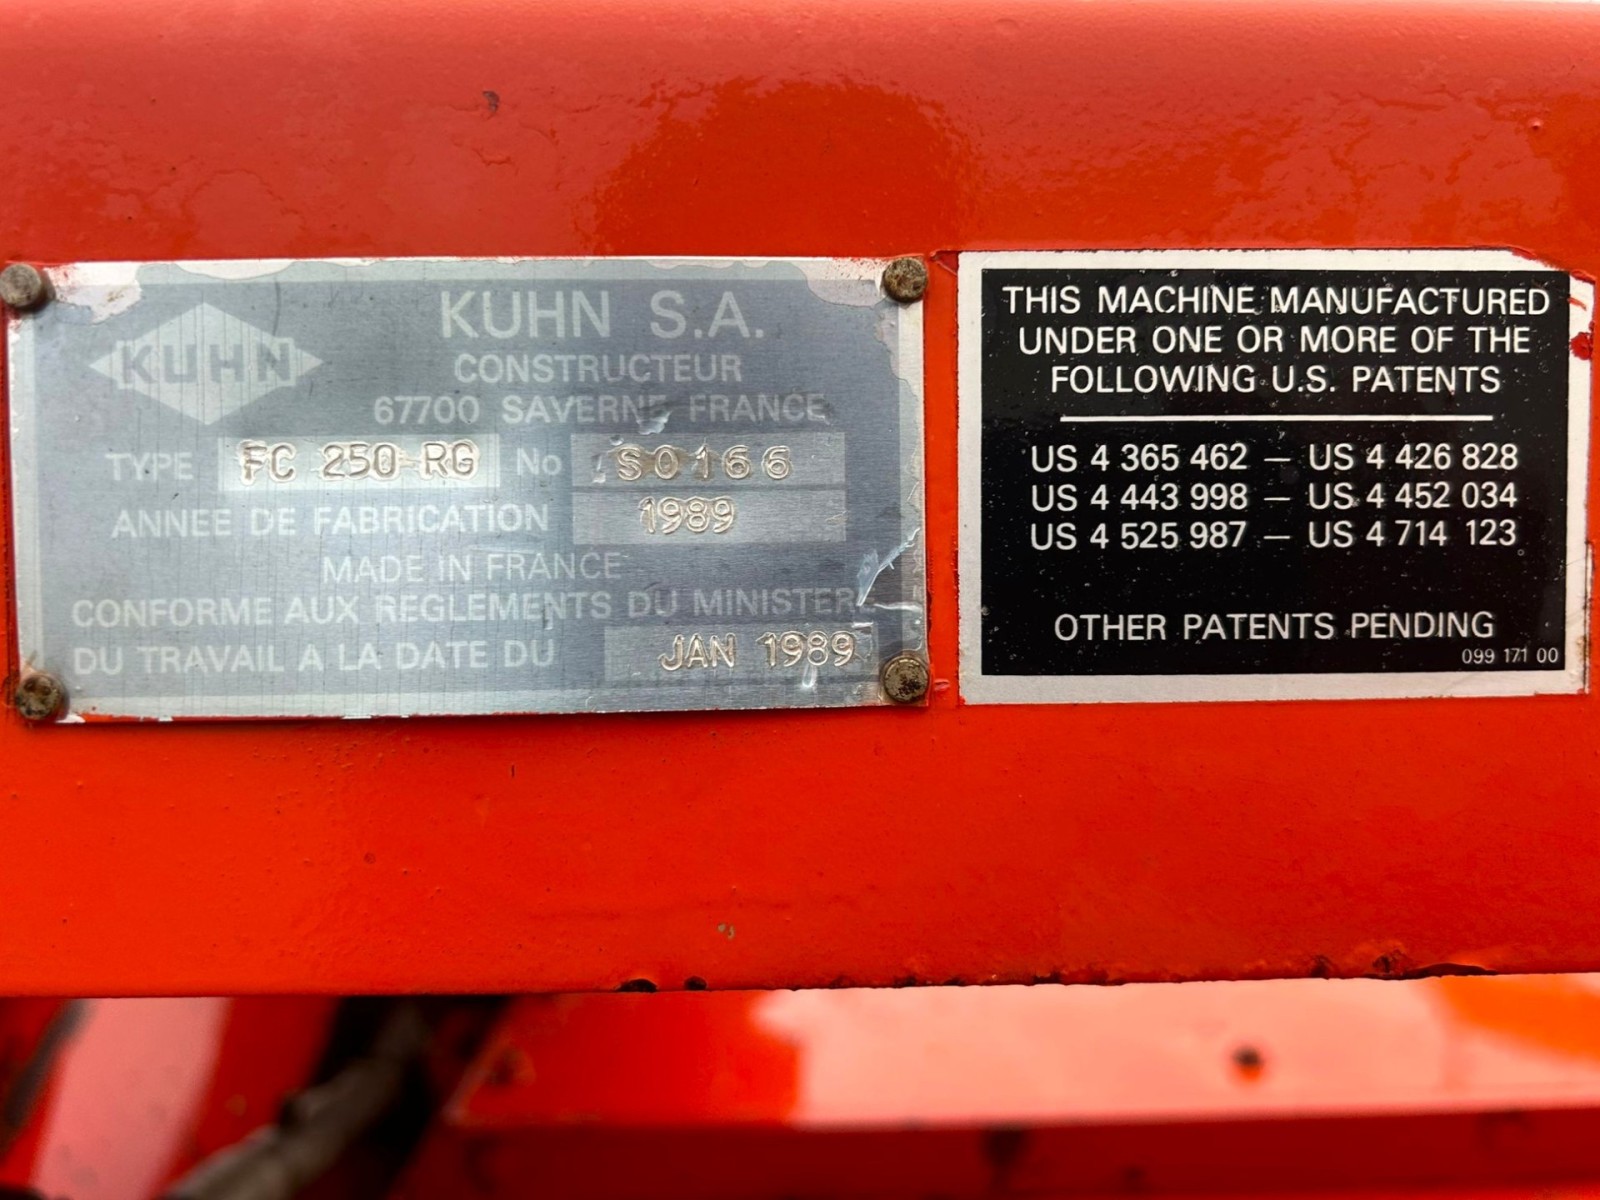 KUHN
KUHN S.A.
CONSTRUCTEUR
67700 SAVERNE FRANCE
TYPE FC 250 RG No S0166
ANNEE DE FABRICATION 1989
MADE IN FRANCE
CONFORME AUX REGLEMENTS DU MINISTERE
DU TRAVAIL A LA DATE DU JAN 1989
THIS MACHINE MANUFACTURED
UNDER ONE OR MORE OF THE
FOLLOWING U.S. PATENTS
US 4 365 462 — US 4 426 828
US 4 443 998 — US 4 452 034
US 4 525 987 — US 4 714 123
OTHER PATENTS PENDING
099 171 00